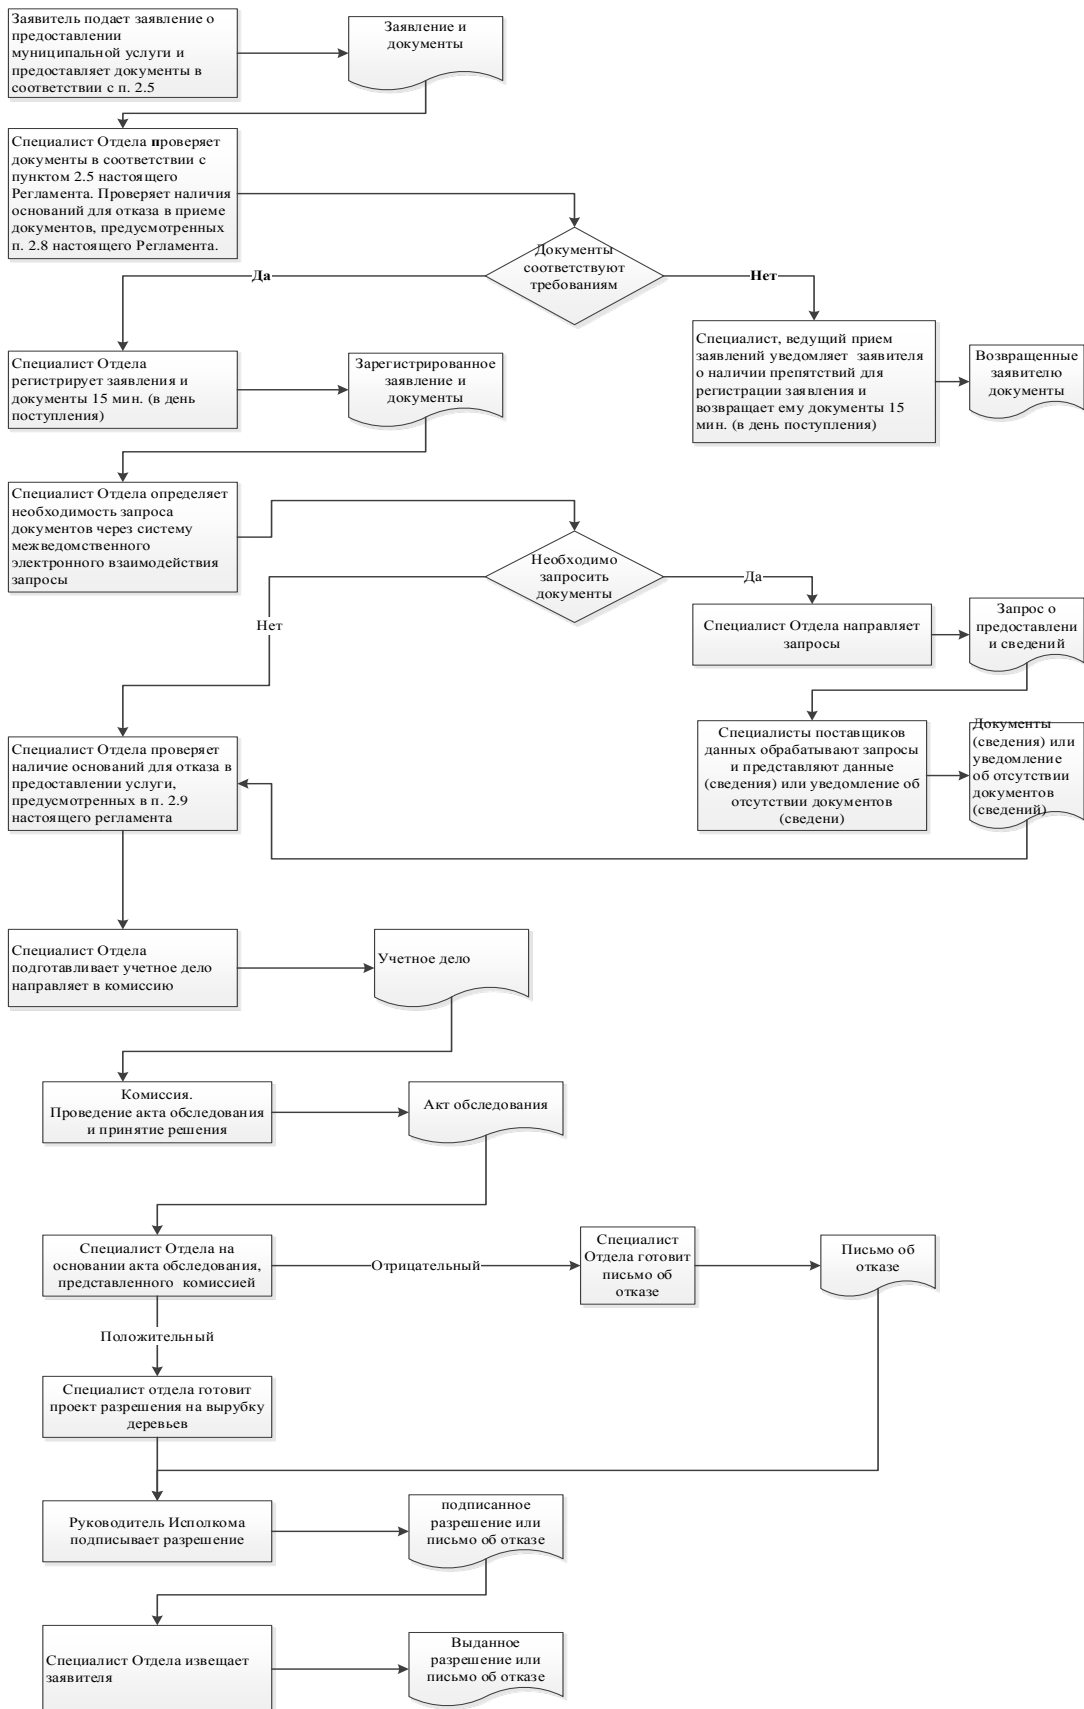 Заявитель подает заявление о
предоставлении
муниципальной услуги и
предоставляет документы в
соответствии с п. 2.5
Заявление и
документы
Специалист Отдела проверяет
документы в соответствии с
пунктом 2.5 настоящего
Регламента. Проверяет наличия
оснований для отказа в приеме
документов, предусмотренных
п. 2.8 настоящего Регламента.
Документы
соответствуют
требованиям
Да
Нет
Специалист Отдела
регистрирует заявления и
документы 15 мин. (в день
поступления)
Зарегистрированное
заявление и
документы
Специалист, ведущий прием
заявлений уведомляет заявителя
о наличии препятствий для
регистрации заявления и
возвращает ему документы 15
мин. (в день поступления)
Возвращенные
заявителю
документы
Специалист Отдела определяет
необходимость запроса
документов через систему
межведомственного
электронного взаимодействия
запросы
Необходимо
запросить
документы
Да
Нет
Специалист Отдела направляет
запросы
Запрос о
предоставлени
и сведений
Специалист Отдела проверяет
наличие оснований для отказа в
предоставлении услуги,
предусмотренных в п. 2.9
настоящего регламента
Специалисты поставщиков
данных обрабатывают запросы
и представляют данные
(сведения) или уведомление об
отсутствии документов
(сведени)
Документы
(сведения) или
уведомление
об отсутствии
документов
(сведений)
Специалист Отдела
подготавливает учетное дело
направляет в комиссию
Учетное дело
Комиссия.
Проведение акта обследования
и принятие решения
Акт обследования
Специалист Отдела на
основании акта обследования,
представленного комиссией
Отрицательный
Специалист
Отдела готовит
письмо об
отказе
Письмо об
отказе
Положительный
Специалист отдела готовит
проект разрешения на вырубку
деревьев
Руководитель Исполкома
подписывает разрешение
подписанное
разрешение или
письмо об отказе
Специалист Отдела извещает
заявителя
Выданное
разрешение или
письмо об отказе